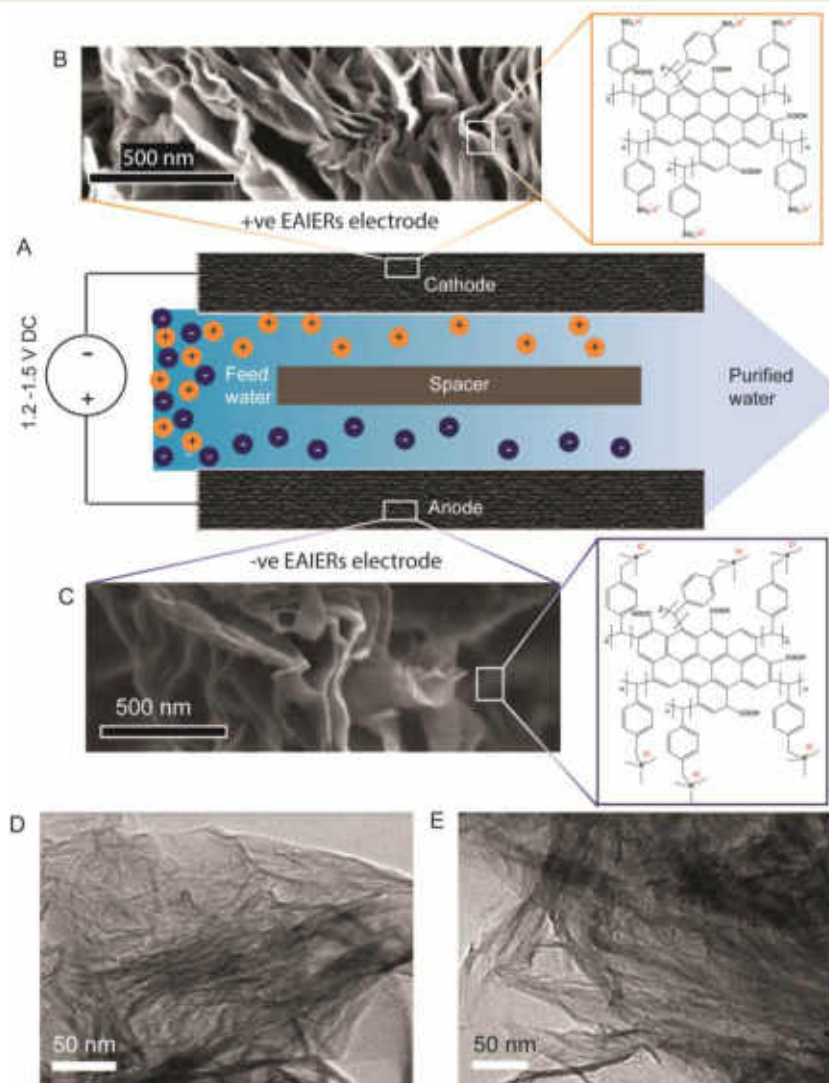 B
500 nm
+ve EAIERs electrode
A
Cathode
1.2 -1.5 V DC
-
+
Feed
water
Spacer
Purified
water
Anode
-ve EAIERs electrode
C
500 nm
D
50 nm
E
50 nm